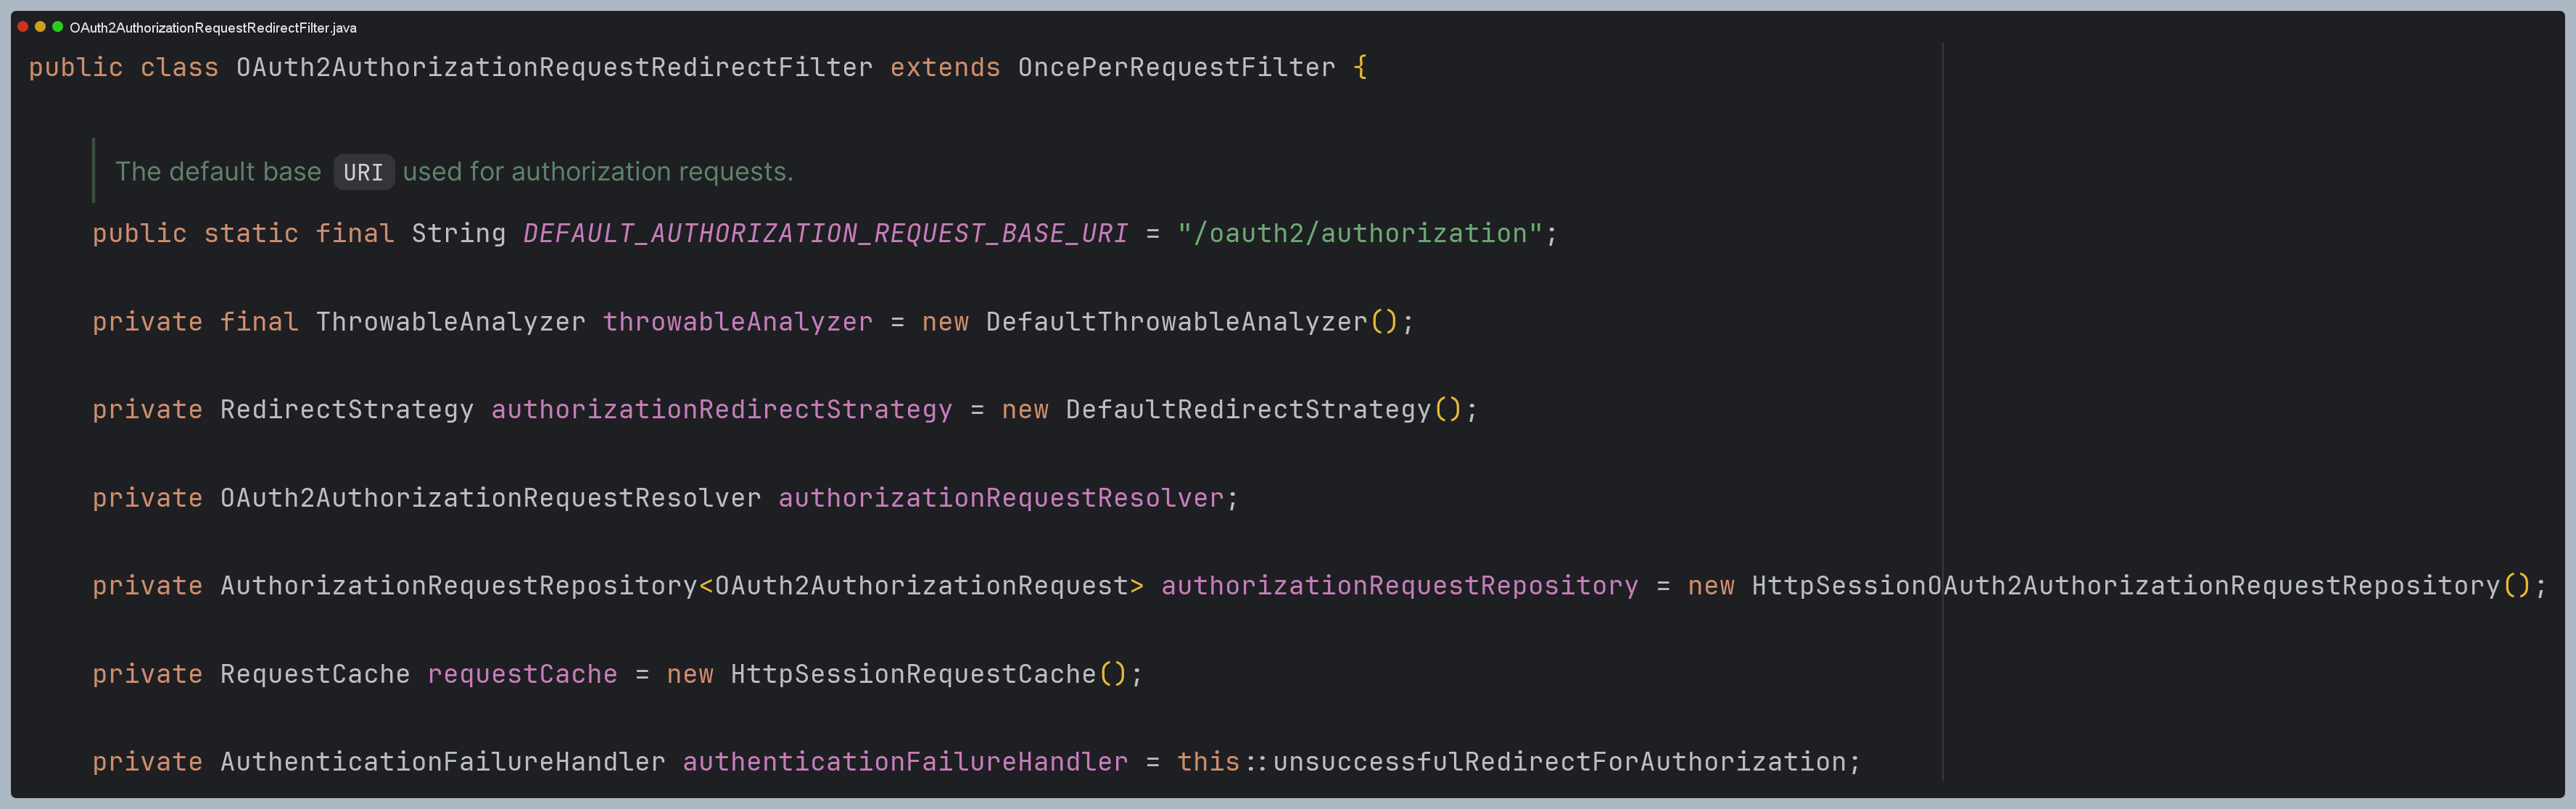 OAuth2AuthorizationRequestRedirectFilter.java
public class OAuth2AuthorizationRequestRedirectFilter extends OncePerRequestFilter {
The default base URI used for authorization requests.
public static final String DEFAULT_AUTHORIZATION_REQUEST_BASE_URI = "/oauth2/authorization";
private final ThrowableAnalyzer throwableAnalyzer = new DefaultThrowableAnalyzer();
private RedirectStrategy authorizationRedirectStrategy = new DefaultRedirectStrategy();
private OAuth2AuthorizationRequestResolver authorizationRequestResolver;
private AuthorizationRequestRepository<OAuth2AuthorizationRequest> authorizationRequestRepository = new HttpSessionOAuth2AuthorizationRequestRepository();
private RequestCache requestCache = new HttpSessionRequestCache();
private AuthenticationFailureHandler authenticationFailureHandler = this::unsuccessfulRedirectForAuthorization;